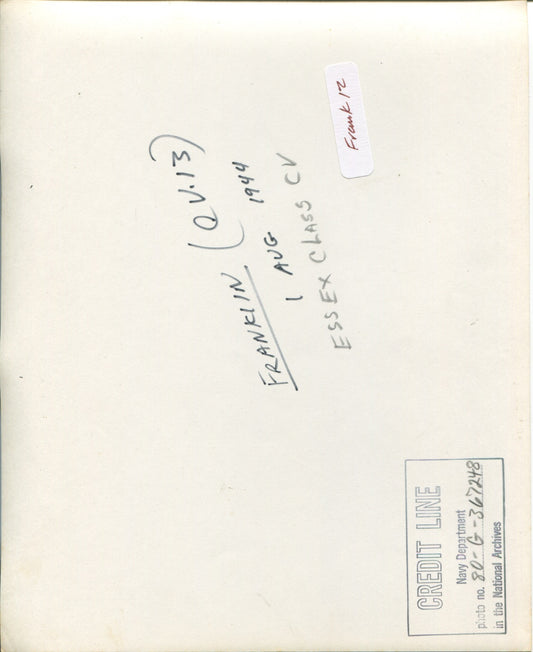 Frank 12
FRANKLIN (CV.13)
1 AUG 1944
ESSEX CLASS CV
CREDIT LINE
Navy Department
photo no. 80-G-367248
in the National Archives